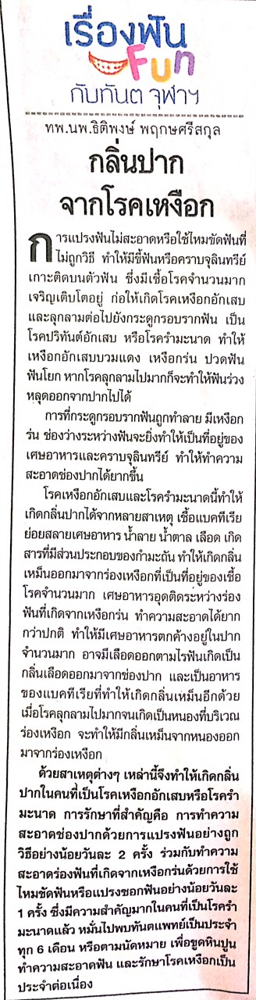 เรื่องฟัน
Fun
กับทันต จุฬาฯ
ทพ.นพ.ธิติพงษ์ พฤกษศรีสกุล
กลิ่นปาก
จากโรคเหงือก
การแปรงฟันไม่สะอาดหรือใช้ไหมขัดฟันที่
ไม่ถูกวิธี ทำให้มีขี้ฟันหรือคราบจุลินทรีย์
เกาะติดบนตัวฟัน ซึ่งมีเชื้อโรคจำนวนมาก
เจริญเติบโตอยู่ ก่อให้เกิดโรคเหงือกอักเสบ
และลุกลามต่อไปยังกระดูกรอบรากฟัน เป็น
โรคปริทันต์อักเสบ หรือโรครำมะนาด ทำให้
เหงือกอักเสบบวมแดง เหงือกร่น ปวดฟัน
ฟันโยก หากโรคลุกลามไปมากก็จะทำให้ฟันร่วง
หลุดออกจากปากไปได้
การที่กระดูกรอบรากฟันถูกทำลาย มีเหงือก
ร่น ช่องว่างระหว่างฟันจะยิ่งทำให้เป็นที่อยู่ของ
เศษอาหารและคราบจุลินทรีย์ ทำให้ทำความ
สะอาดช่องปากได้ยากขึ้น
โรคเหงือกอักเสบและโรครำมะนาดนี้ทำให้
เกิดกลิ่นปากได้จากหลายสาเหตุ เชื้อแบคทีเรีย
ย่อยสลายเศษอาหาร น้ำลาย น้ำตาล เลือด เกิด
สารที่มีส่วนประกอบของกำมะถัน ทำให้เกิดกลิ่น
เหม็นออกมาจากร่องเหงือกที่เป็นที่อยู่ของเชื้อ
โรคจำนวนมาก เศษอาหารอุดติดระหว่างร่อง
ฟันที่เกิดจากเหงือกร่น ทำความสะอาดได้ยาก
กว่าปกติ ทำให้มีเศษอาหารตกค้างอยู่ในปาก
จำนวนมาก อาจมีเลือดออกตามไรฟันเกิดเป็น
กลิ่นเลือดออกมาจากช่องปาก และเป็นอาหาร
ของแบคทีเรียที่ทำให้เกิดกลิ่นเหม็นอีกด้วย
เมื่อโรคลุกลามไปมากจนเกิดเป็นหนองที่บริเวณ
ร่องเหงือก จะทำให้มีกลิ่นเหม็นจากหนองออก
มาจากร่องเหงือก
ด้วยสาเหตุต่างๆ เหล่านี้จึงทำให้เกิดกลิ่น
ปากในคนที่เป็นโรคเหงือกอักเสบหรือโรครำ
มะนาด การรักษาที่สำคัญคือ การทำความ
สะอาดช่องปากด้วยการแปรงฟันอย่างถูก
วิธีอย่างน้อยวันละ 2 ครั้ง ร่วมกับทำความ
สะอาดร่องฟันที่เกิดจากเหงือกร่นด้วยการใช้
ไหมขัดฟันหรือแปรงซอกฟันอย่างน้อยวันละ
1 ครั้ง ซึ่งมีความสำคัญมากในคนที่เป็นโรครำ
มะนาดแล้ว หมั่นไปพบทันตแพทย์เป็นประจำ
ทุก 6 เดือน หรือตามนัดหมาย เพื่อขูดหินปูน
ทำความสะอาดฟัน และรักษาโรคเหงือกเป็น
ประจำต่อเนื่อง